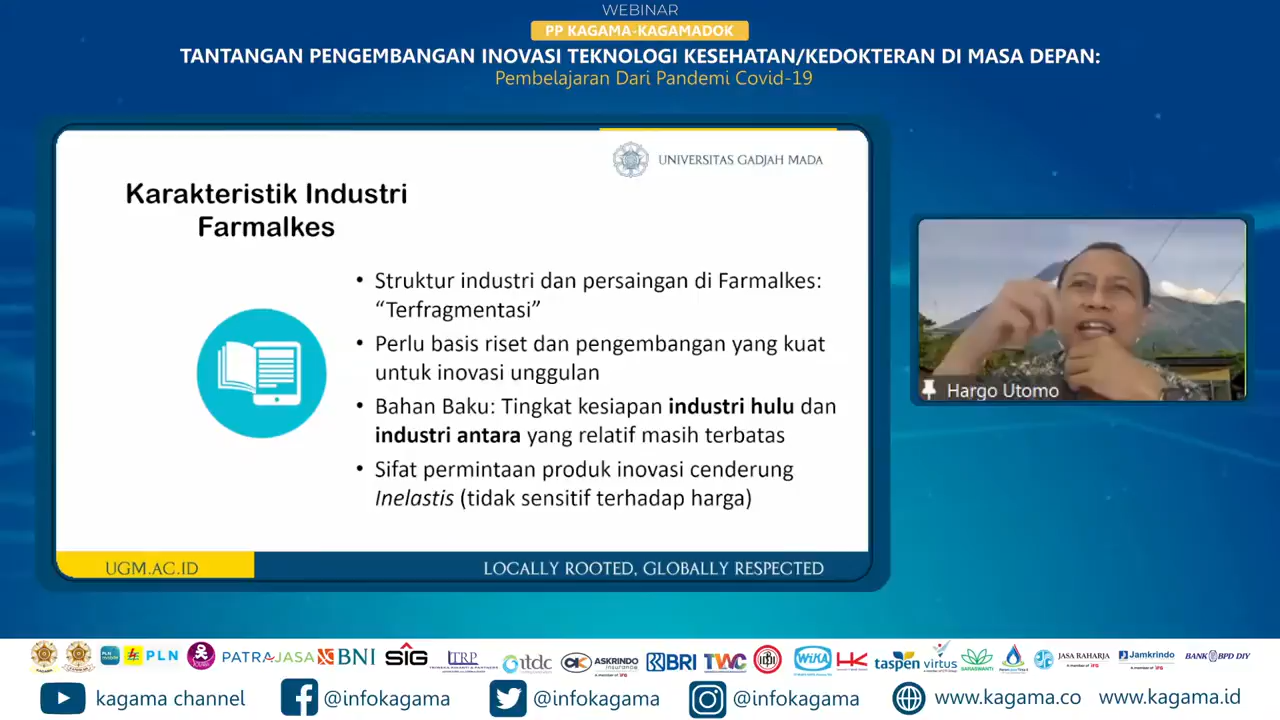 WEBINAR
PP KAGAMA-KAGAMADOK
TANTANGAN PENGEMBANGAN INOVASI TEKNOLOGI KESEHATAN/KEDOKTERAN DI MASA DEPAN:
Pembelajaran Dari Pandemi Covid-19
UNIVERSITAS GADJAH MADA
Karakteristik Industri
Farmalkes
• Struktur industri dan persaingan di Farmalkes:
“Terfragmentasi”
• Perlu basis riset dan pengembangan yang kuat
untuk inovasi unggulan
• Bahan Baku: Tingkat kesiapan industri hulu dan
industri antara yang relatif masih terbatas
• Sifat permintaan produk inovasi cenderung
Inelastis (tidak sensitif terhadap harga)
UGM.AC.ID
LOCALLY ROOTED, GLOBALLY RESPECTED
Hargo Utomo
PLN PATRA JASA BNI SIG itdc ASKRINDO insurance BRI TWC WIKA HK taspen virtus SARASWANTI JASA RAHARJA Jamkrindo BANK BPD DIY
kagama channel @infokagama @infokagama @infokagama www.kagama.co www.kagama.id